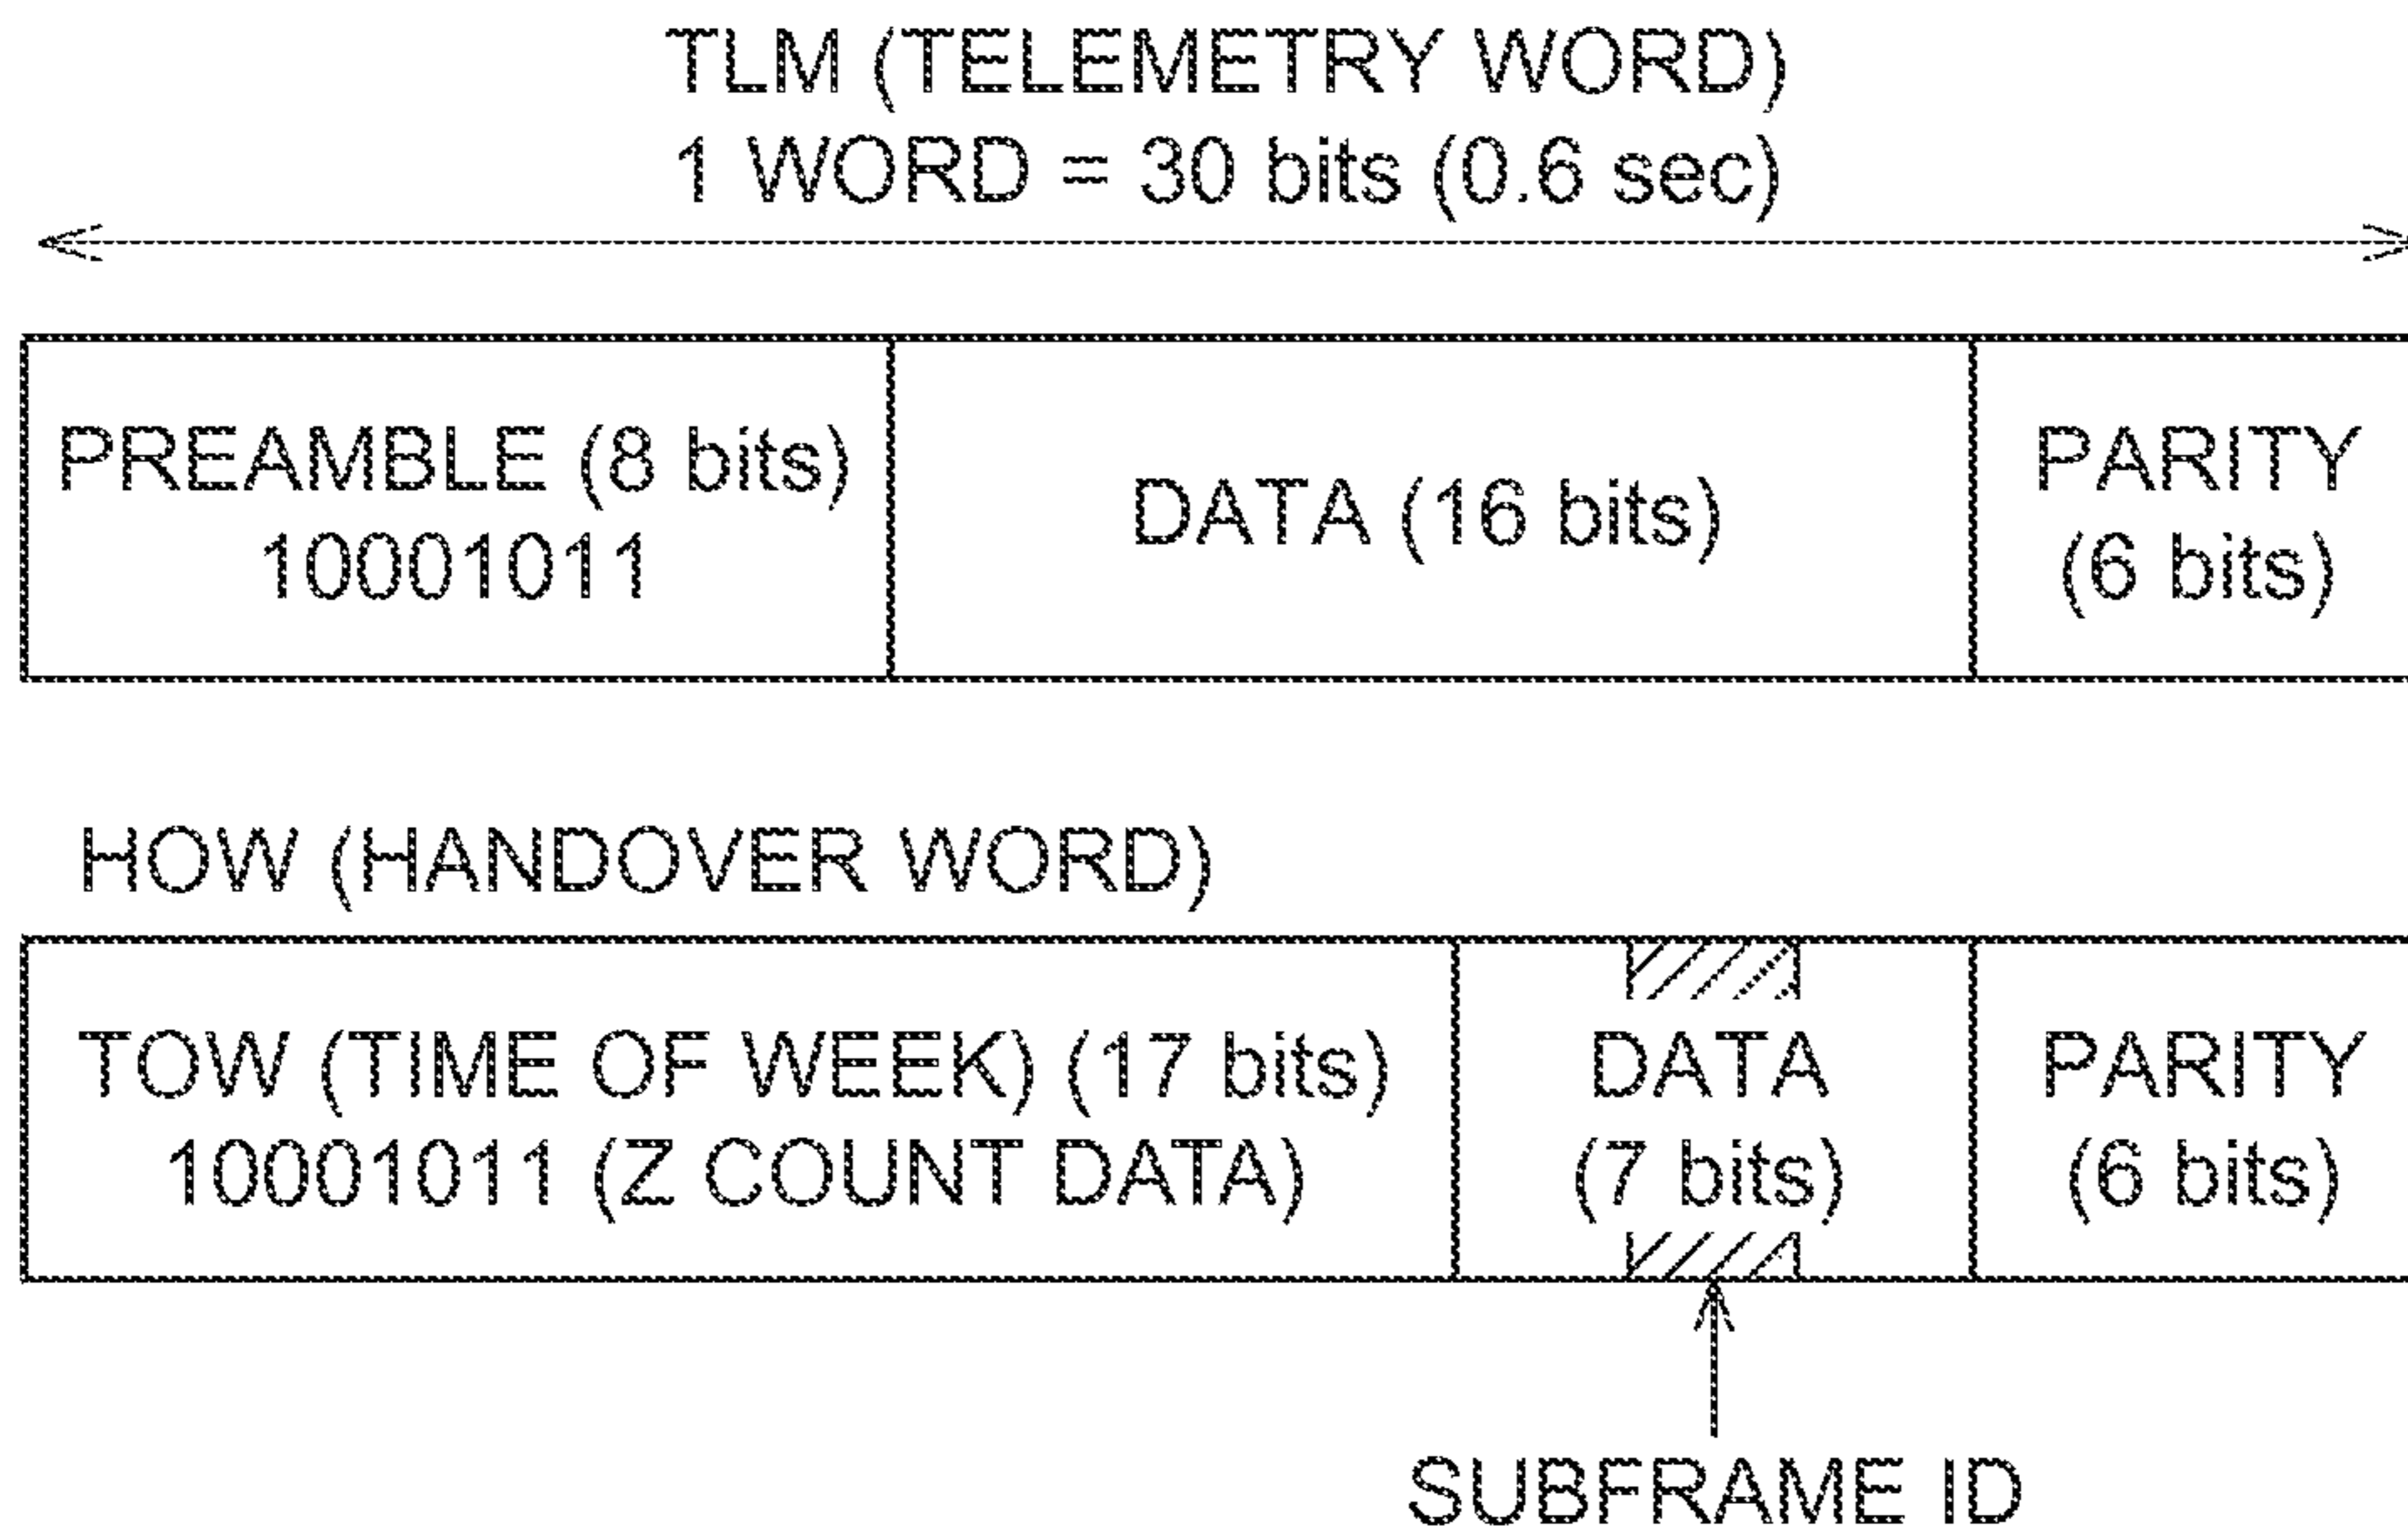 TLM (TELEMETRY WORD)
1 WORD = 30 bits (0.6 sec)
PREAMBLE (8 bits)
10001011
DATA (16 bits)
PARITY
(6 bits)
HOW (HANDOVER WORD)
TOW (TIME OF WEEK) (17 bits)
10001011 (Z COUNT DATA)
DATA
(7 bits)
PARITY
(6 bits)
SUBFRAME ID